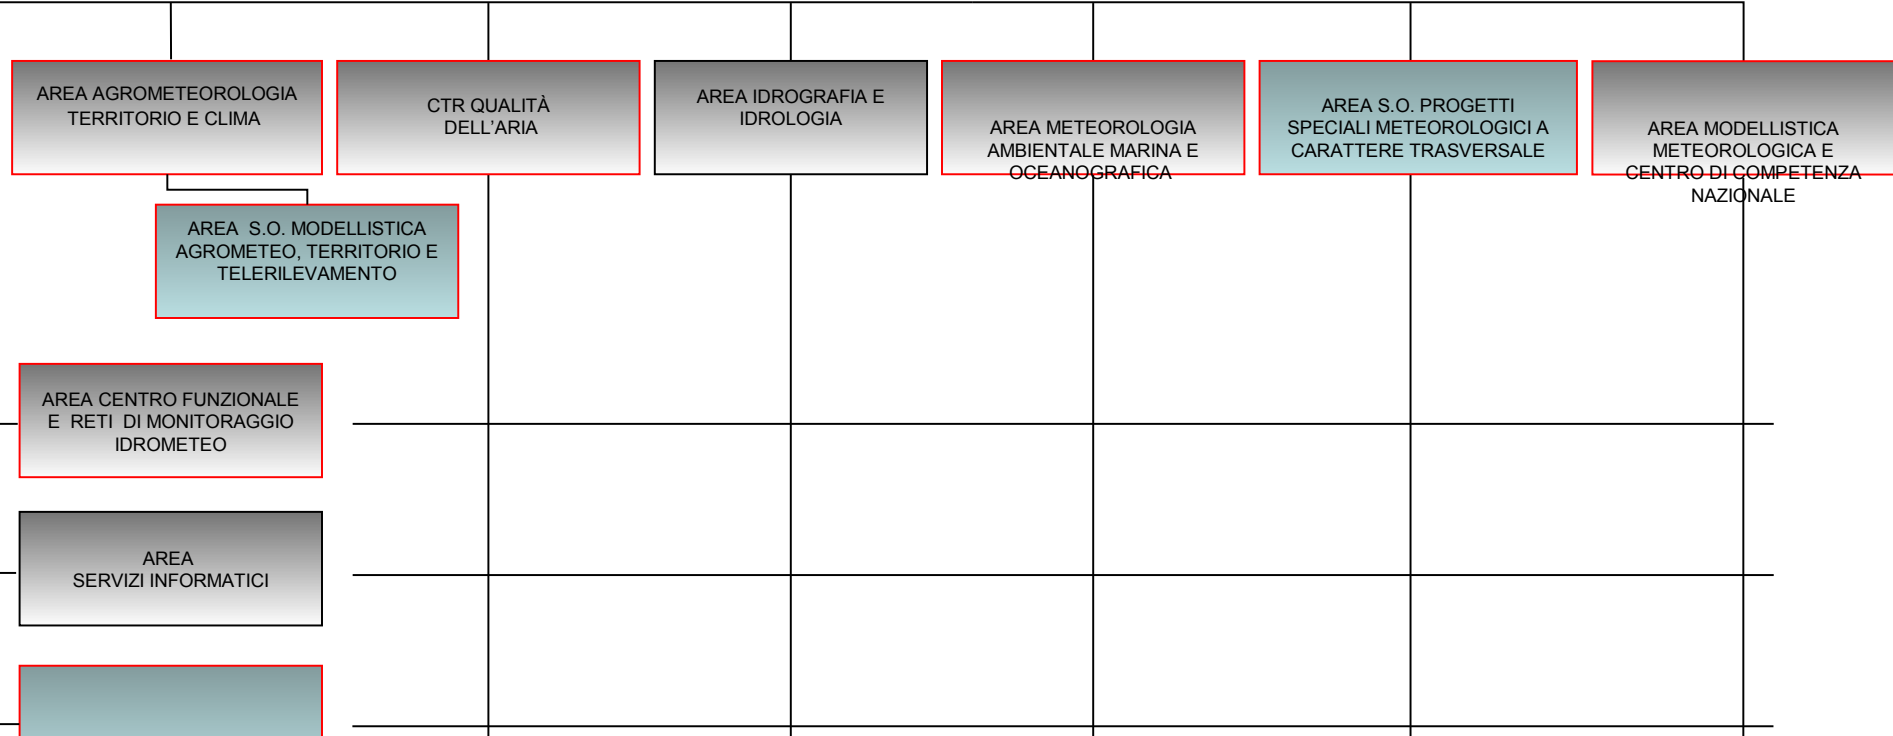 AREA AGROMETEOROLOGIA
TERRITORIO E CLIMA
CTR QUALITÀ
DELL'ARIA
AREA IDROGRAFIA E
IDROLOGIA
AREA METEOROLOGIA
AMBIENTALE MARINA E
OCEANOGRAFICA
AREA S.O. PROGETTI
SPECIALI METEOROLOGICI A
CARATTERE TRASVERSALE
AREA MODELLISTICA
METEOROLOGICA E
CENTRO DI COMPETENZA
NAZIONALE
AREA S.O. MODELLISTICA
AGROMETEO, TERRITORIO E
TELERILEVAMENTO
AREA CENTRO FUNZIONALE
E RETI DI MONITORAGGIO
IDROMETEO
AREA
SERVIZI INFORMATICI